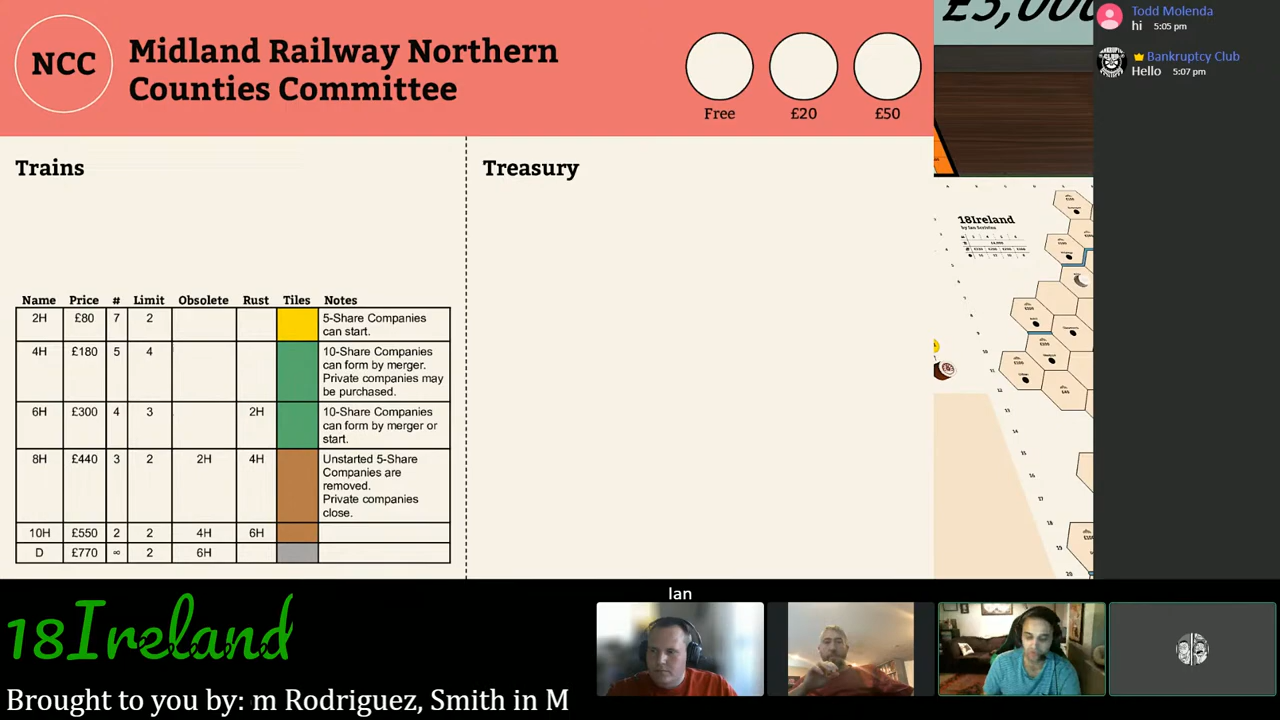 NCC
Midland Railway Northern
Counties Committee
Free £20 £50
Trains
Treasury
Name Price # Limit Obsolete Rust Tiles Notes
2H £80 7 2 5-Share Companies
can start.
4H £180 5 4 10-Share Companies
can form by merger.
Private companies may
be purchased.
6H £300 4 3 2H 10-Share Companies
can form by merger or
start.
8H £440 3 2 2H 4H Unstarted 5-Share
Companies are
removed.
Private companies
close.
10H £550 2 2 4H 6H
D £770 ∞ 2 6H
18Ireland
Todd Molenda
hi 5:05 pm
Bankruptcy Club
Hello 5:07 pm
18Ireland
Brought to you by: m Rodriguez, Smith in M
Ian